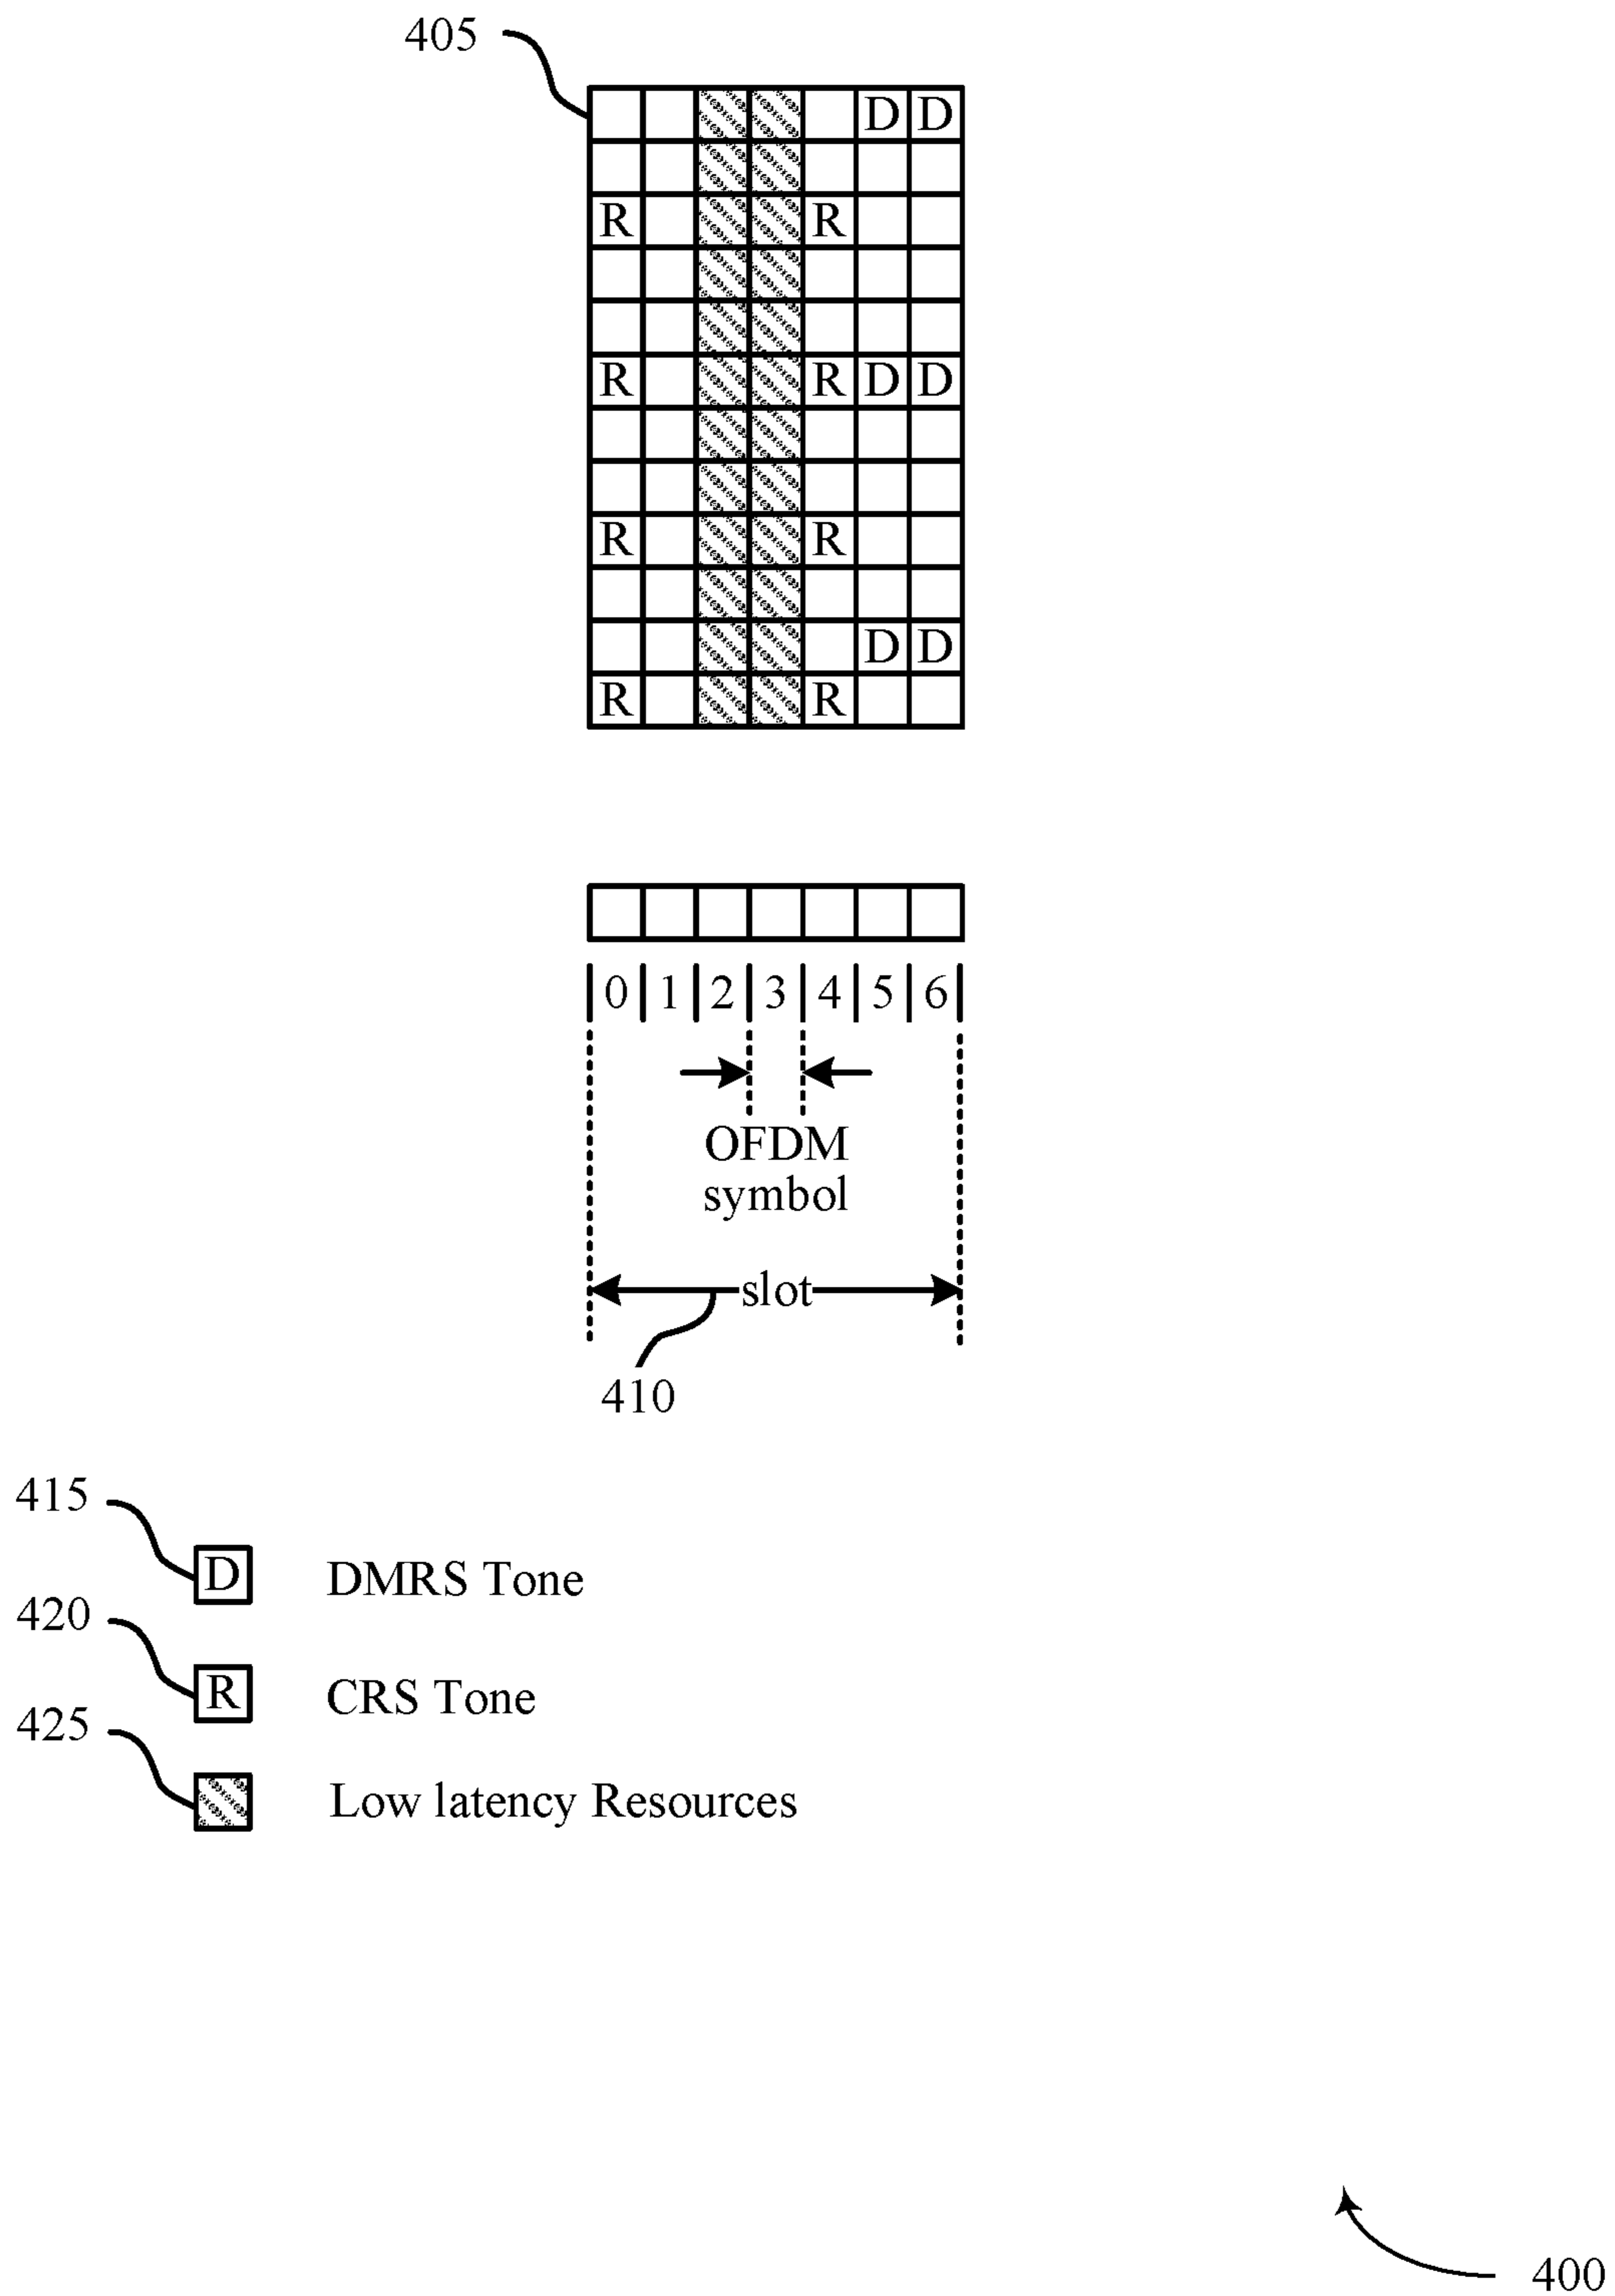 405
D D
R R
R R D D
R R
D D
R R
0 1 2 3 4 5 6
OFDM
symbol
slot
410
415
D DMRS Tone
420
R CRS Tone
425
Low latency Resources
400